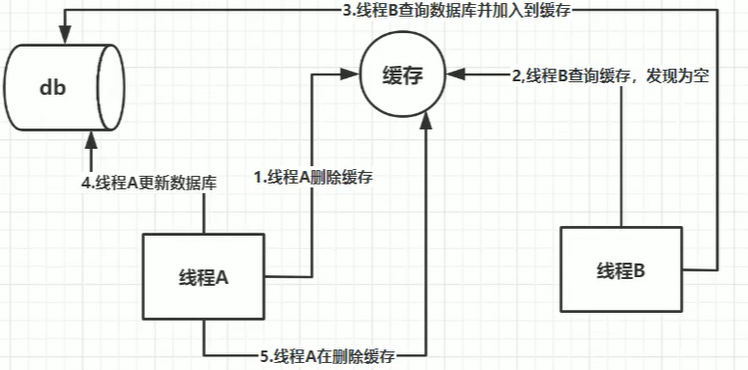 3.线程B查询数据库并加入到缓存
db
缓存
2,线程B查询缓存，发现为空
4.线程A更新数据库
1.线程A删除缓存
线程A
线程B
5.线程A在删除缓存